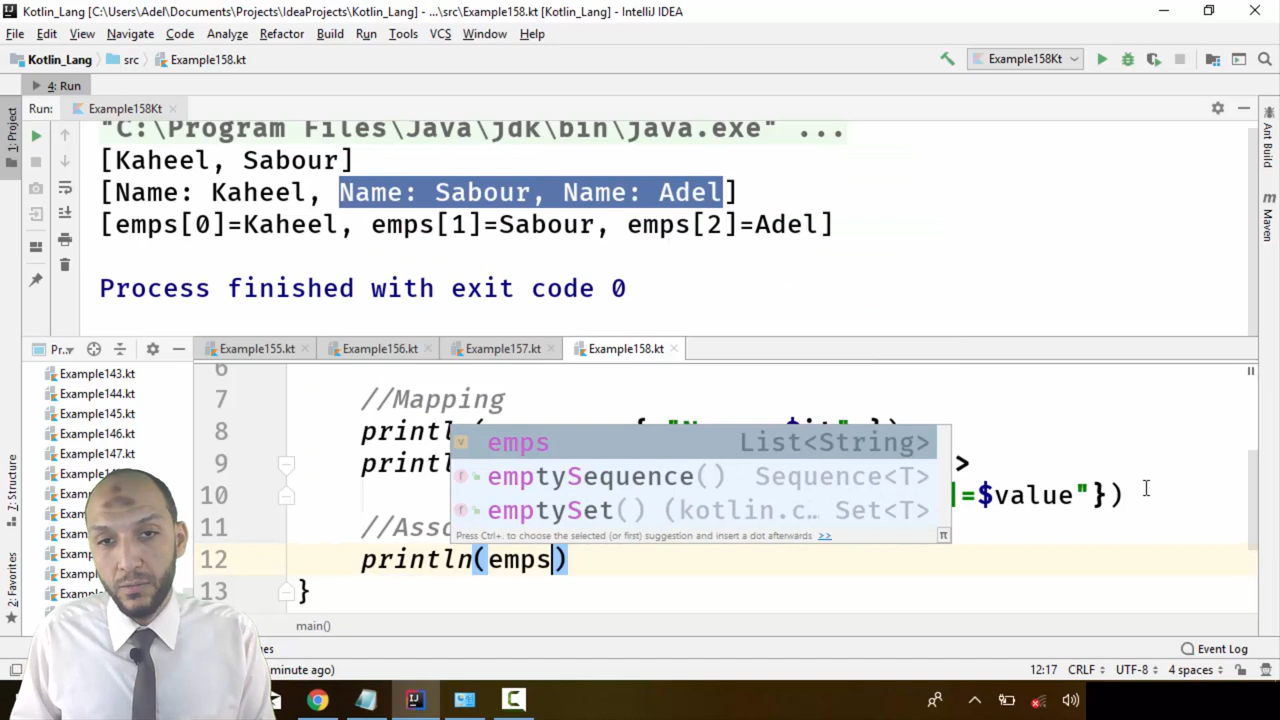 Kotlin_Lang [C:\Users\Adel\Documents\Projects\IdeaProjects\Kotlin_Lang] - ...\src\Example158.kt [Kotlin_Lang] - IntelliJ IDEA
File Edit View Navigate Code Analyze Refactor Build Run Tools VCS Window Help
Kotlin_Lang src Example158.kt Example158Kt
4: Run
Run: Example158Kt
"C:\Program Files\Java\jdk\bin\java.exe" ...
[Kaheel, Sabour]
[Name: Kaheel, Name: Sabour, Name: Adel]
[emps[0]=Kaheel, emps[1]=Sabour, emps[2]=Adel]
Process finished with exit code 0
1: Project
Ant Build
Maven
7: Structure
2: Favorites
Pr... Example155.kt Example156.kt Example157.kt Example158.kt
Example143.kt
Example144.kt
Example145.kt
Example146.kt
Example147.kt
6
7 //Mapping
8 println
9 println >
10 =$value"})
11 //Asso
12 println(emps)
13 }
emps List<String>
emptySequence() Sequence<T>
emptySet() (kotlin.c... Set<T>
Press Ctrl+. to choose the selected (or first) suggestion and insert a dot afterwards >> π
main()
Event Log
minute ago) 12:17 CRLF UTF-8 4 spaces